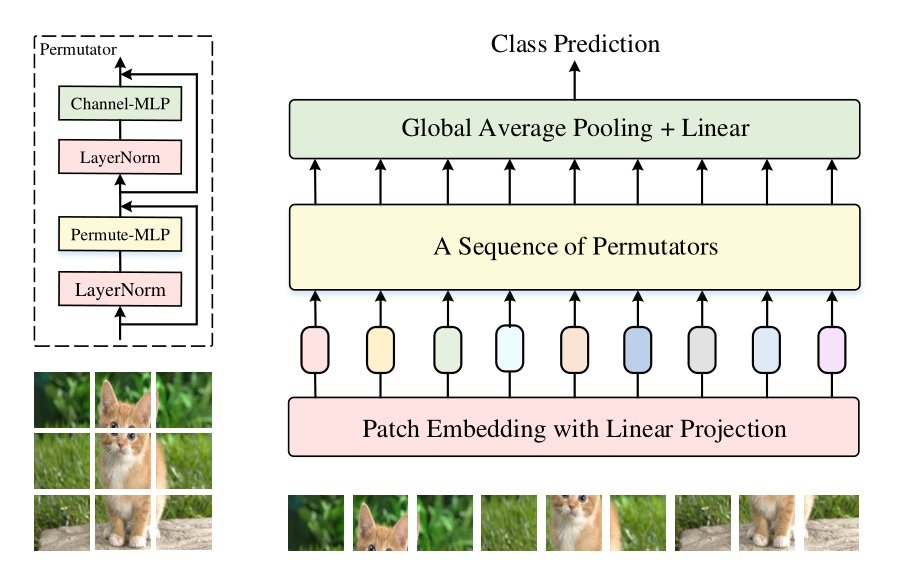 Permutator
Channel-MLP
LayerNorm
Permute-MLP
LayerNorm
Class Prediction
Global Average Pooling + Linear
A Sequence of Permutators
Patch Embedding with Linear Projection